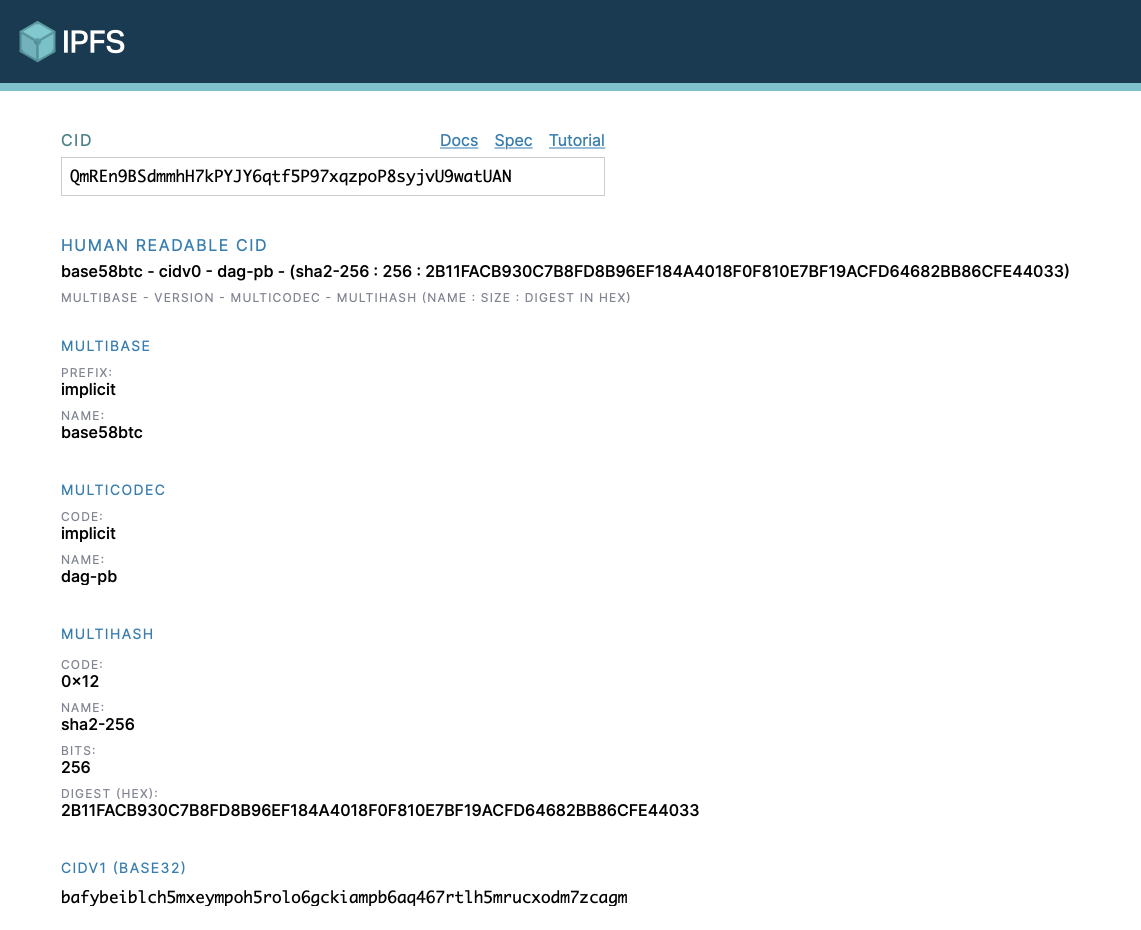 IPFS
CID Docs Spec Tutorial
QmREn9BSdmmhH7kPYJY6qtf5P97xqzpoP8syjvU9watUAN
HUMAN READABLE CID
base58btc - cidv0 - dag-pb - (sha2-256 : 256 : 2B11FACB930C7B8FD8B96EF184A4018F0F810E7BF19ACFD64682BB86CFE44033)
MULTIBASE - VERSION - MULTICODEC - MULTIHASH (NAME : SIZE : DIGEST IN HEX)
MULTIBASE
PREFIX:
implicit
NAME:
base58btc
MULTICODEC
CODE:
implicit
NAME:
dag-pb
MULTIHASH
CODE:
0×12
NAME:
sha2-256
BITS:
256
DIGEST (HEX):
2B11FACB930C7B8FD8B96EF184A4018F0F810E7BF19ACFD64682BB86CFE44033
CIDV1 (BASE32)
bafybeiblch5mxeympoh5rolo6gckiampb6aq467rtlh5mrucxodm7zcagm